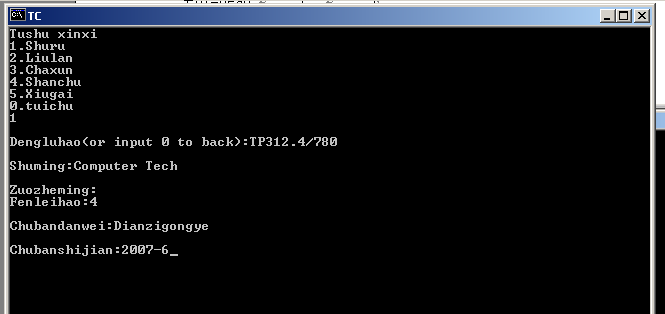 TC
Tushu xinxi
1.Shuru
2.Liulan
3.Chaxun
4.Shanchu
5.Xiugai
0.tuichu
1
Dengluhao(or input 0 to back):TP312.4/780
Shuming:Computer Tech
Zuozheming:
Fenleihao:4
Chubandanwei:Dianzigongye
Chubanshijian:2007-6_